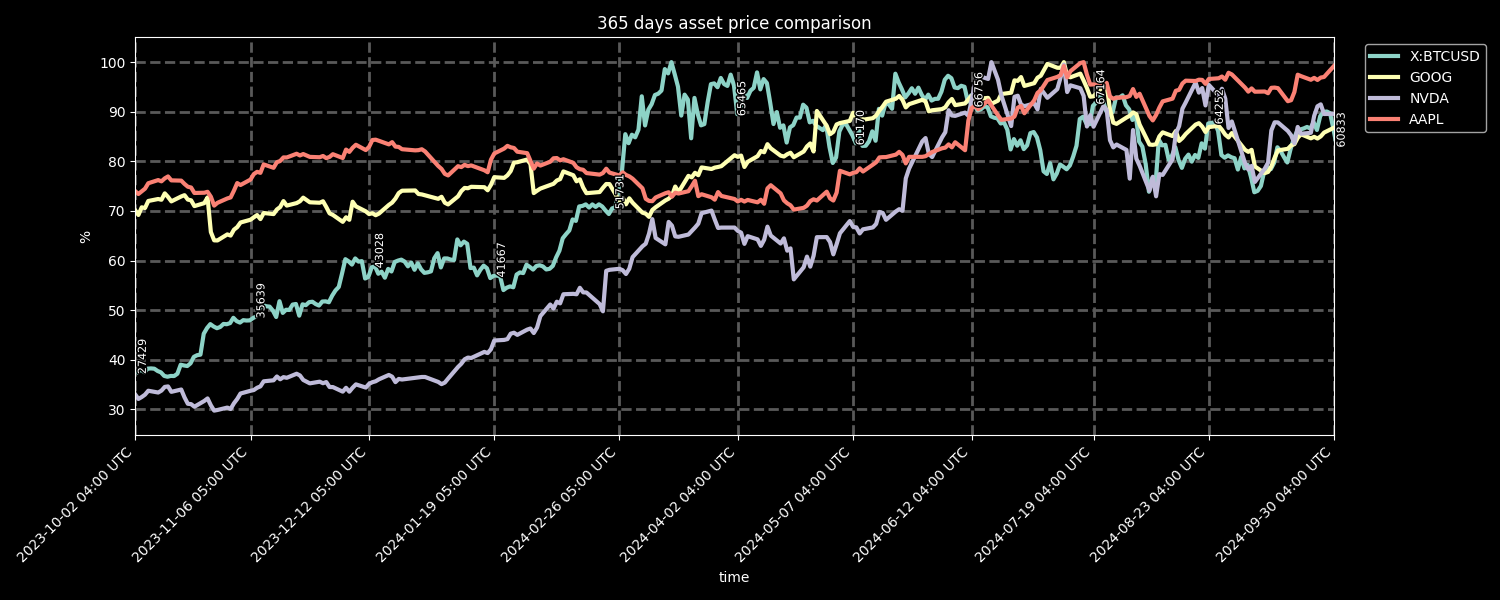 365 days asset price comparison
X:BTCUSD
GOOG
NVDA
AAPL
100
90
80
70
60
50
40
30
%
27429
35639
43028
41667
51731
65465
61170
66756
67164
64252
60833
2023-10-02 04:00 UTC
2023-11-06 05:00 UTC
2023-12-12 05:00 UTC
2024-01-19 05:00 UTC
2024-02-26 05:00 UTC
2024-04-02 04:00 UTC
2024-05-07 04:00 UTC
2024-06-12 04:00 UTC
2024-07-19 04:00 UTC
2024-08-23 04:00 UTC
2024-09-30 04:00 UTC
time